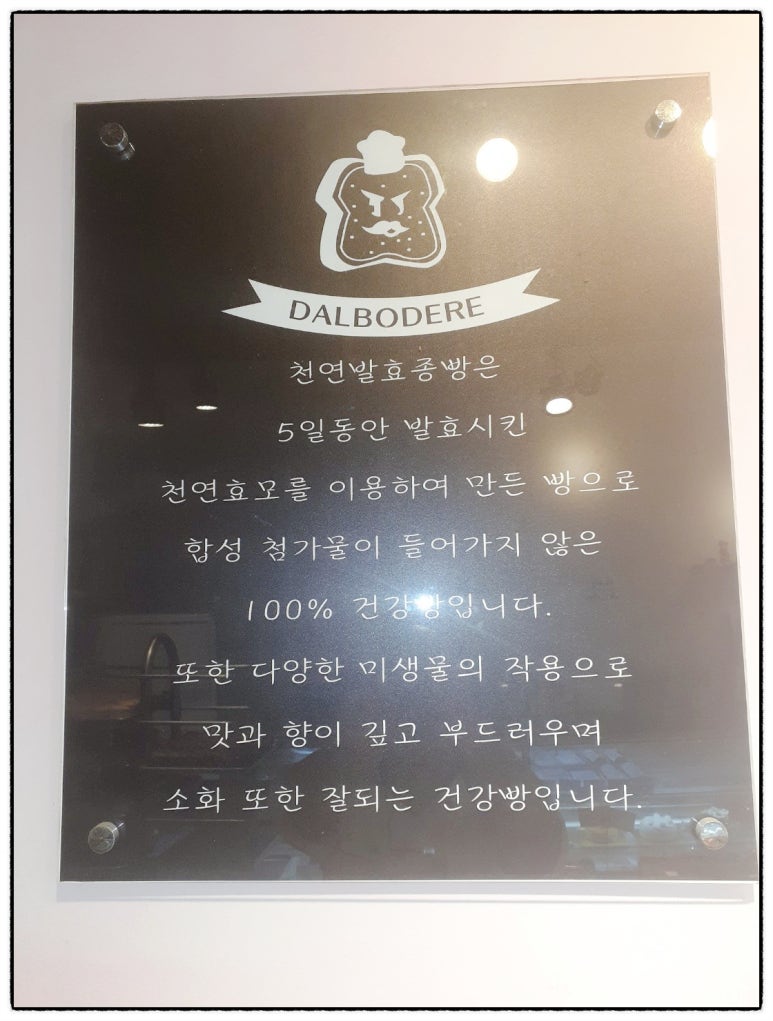 DALBODERE
천연발효종빵은
5일동안 발효시킨
천연효모를 이용하여 만든 빵으로
합성 첨가물이 들어가지 않은
100% 건강빵입니다.
또한 다양한 미생물의 작용으로
맛과 향이 깊고 부드러우며
소화 또한 잘되는 건강빵입니다.